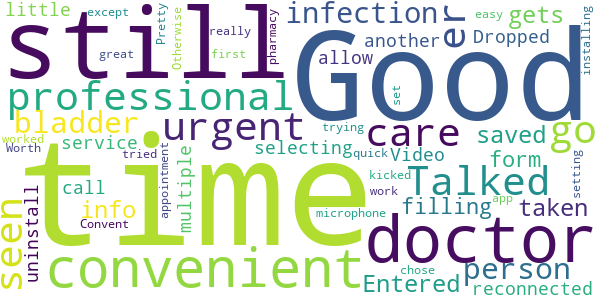 little except Pretty Otherwise really pharmacy infection er gets easy installing
great first another Dropped
still Good allow
professional set
bladder urgent trying care saved go
Worth worked service tried selecting quick Video form
seen uninstall call info time multiple appointment kicked work Talked filling taken setting
Convent microphone app doctor person
convenient chose Entered reconnected